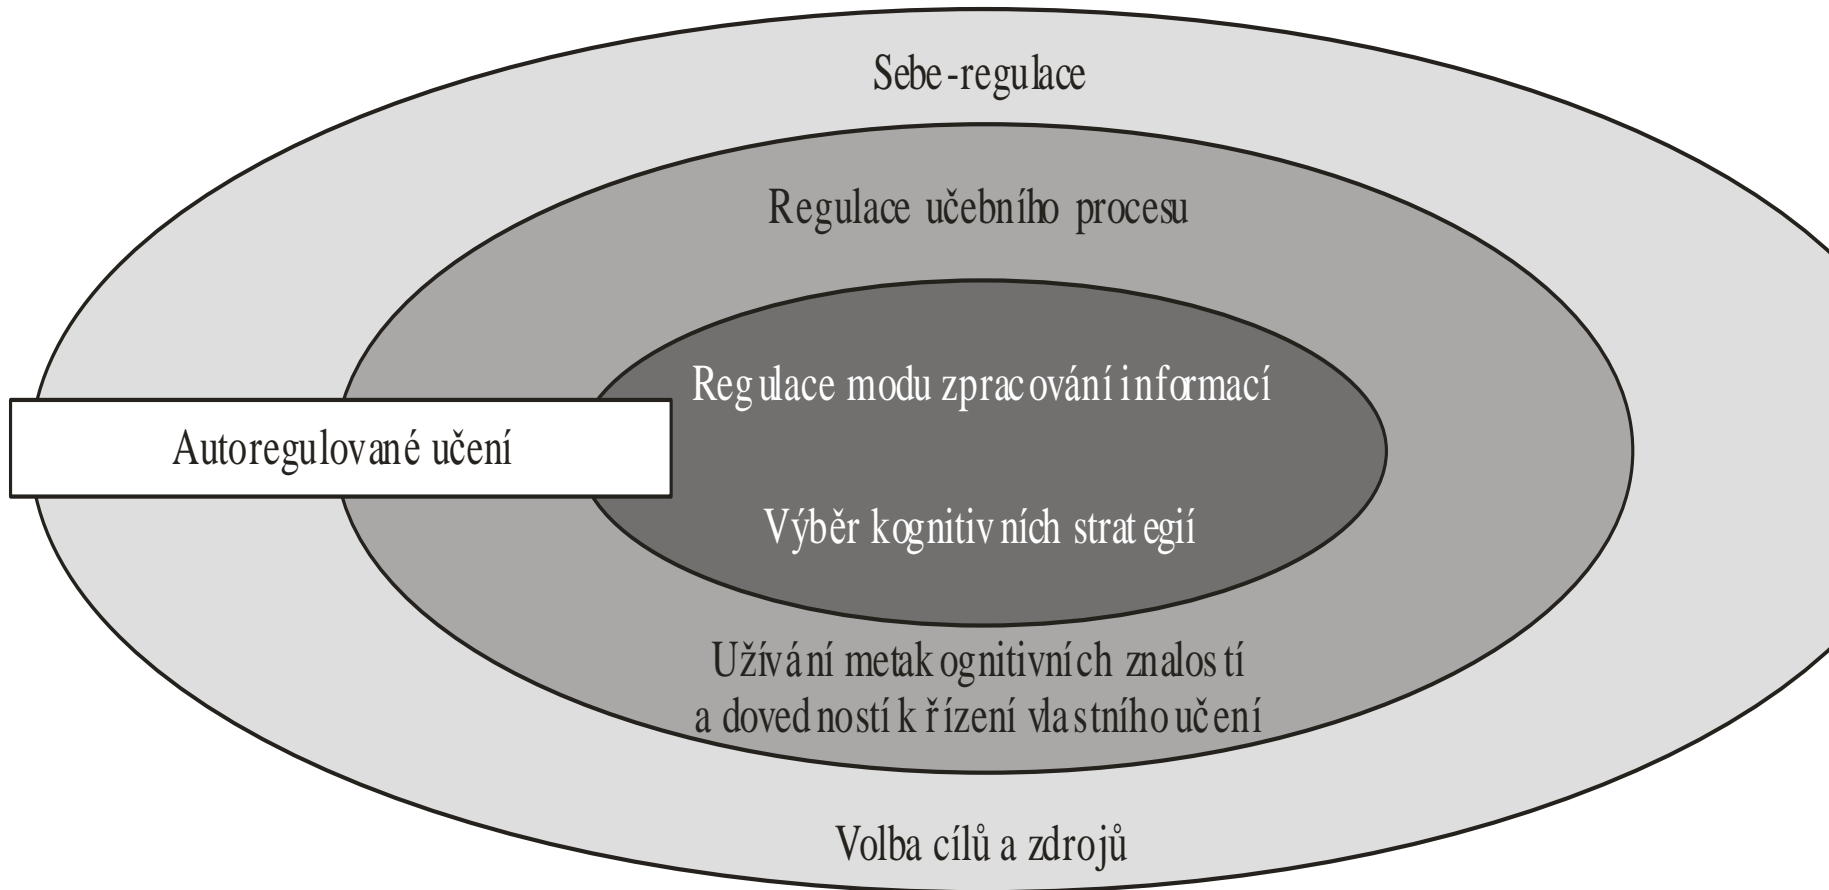 Sebe-regulace
Regulace učebního procesu
Regulace modu zpracování informací
Autoregulované učení
Výběr kognitivních strategií
Užívání metakognitivních znalostí
a dovedností k řízení vlastního učení
Volba cílů a zdrojů